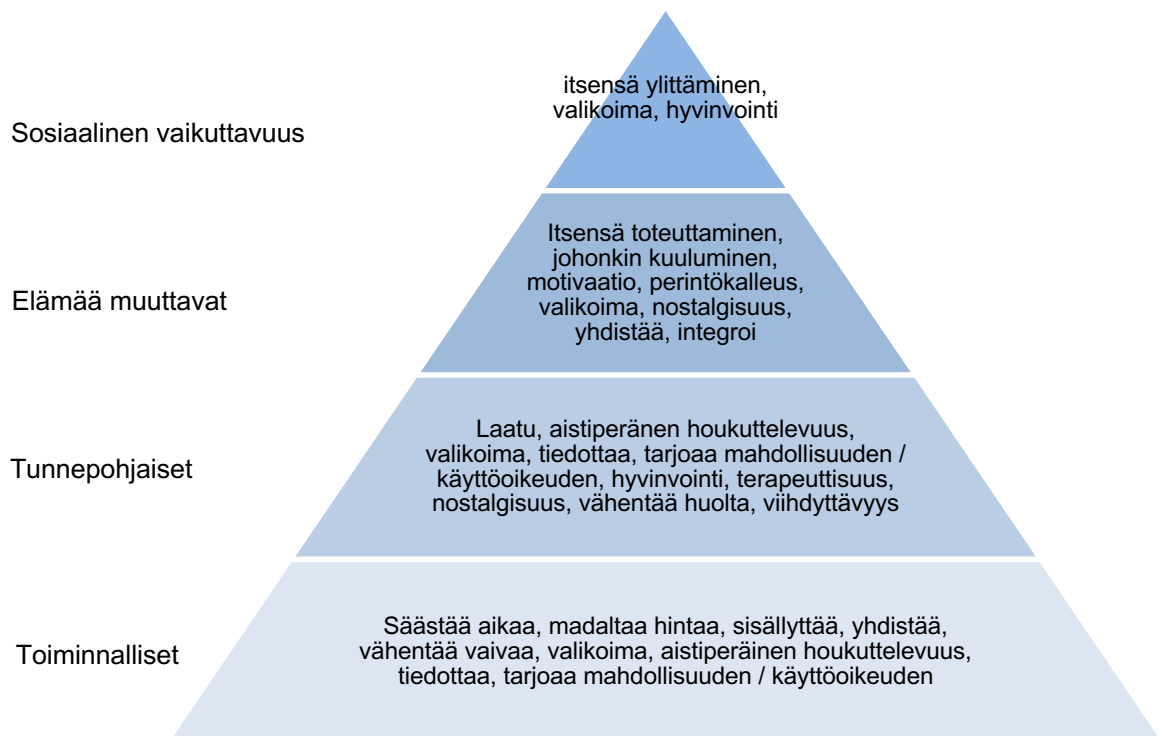 itsensä ylittäminen,
valikoima, hyvinvointi
Sosiaalinen vaikuttavuus
Itsensä toteuttaminen,
johonkin kuuluminen,
motivaatio, perintökalleus,
valikoima, nostalgisuus,
yhdistää, integroi
Elämää muuttavat
Laatu, aistiperänen houkuttelevuus,
valikoima, tiedottaa, tarjoaa mahdollisuuden /
käyttöoikeuden, hyvinvointi, terapeuttisuus,
nostalgisuus, vähentää huolta, viihdyttävyys
Tunnepohjaiset
Säästää aikaa, madaltaa hintaa, sisällyttää, yhdistää,
vähentää vaivaa, valikoima, aistiperäinen houkuttelevuus,
tiedottaa, tarjoaa mahdollisuuden / käyttöoikeuden
Toiminnalliset